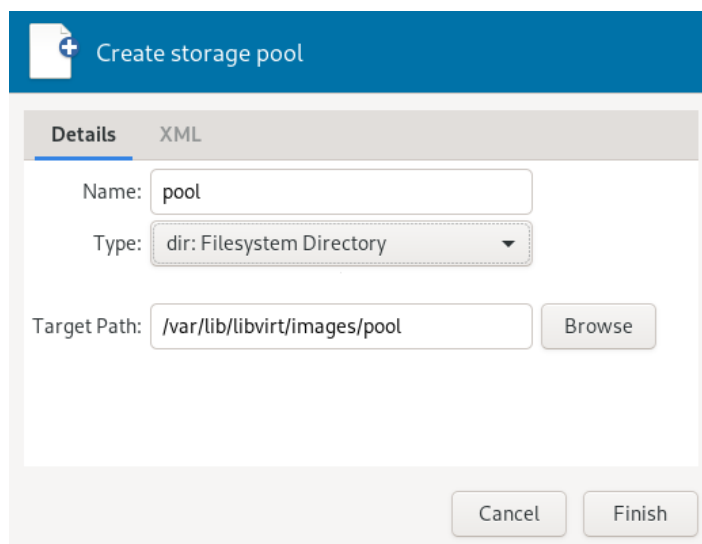 Create storage pool
Details XML
Name: pool
Type: dir: Filesystem Directory
Target Path: /var/lib/libvirt/images/pool Browse
Cancel Finish